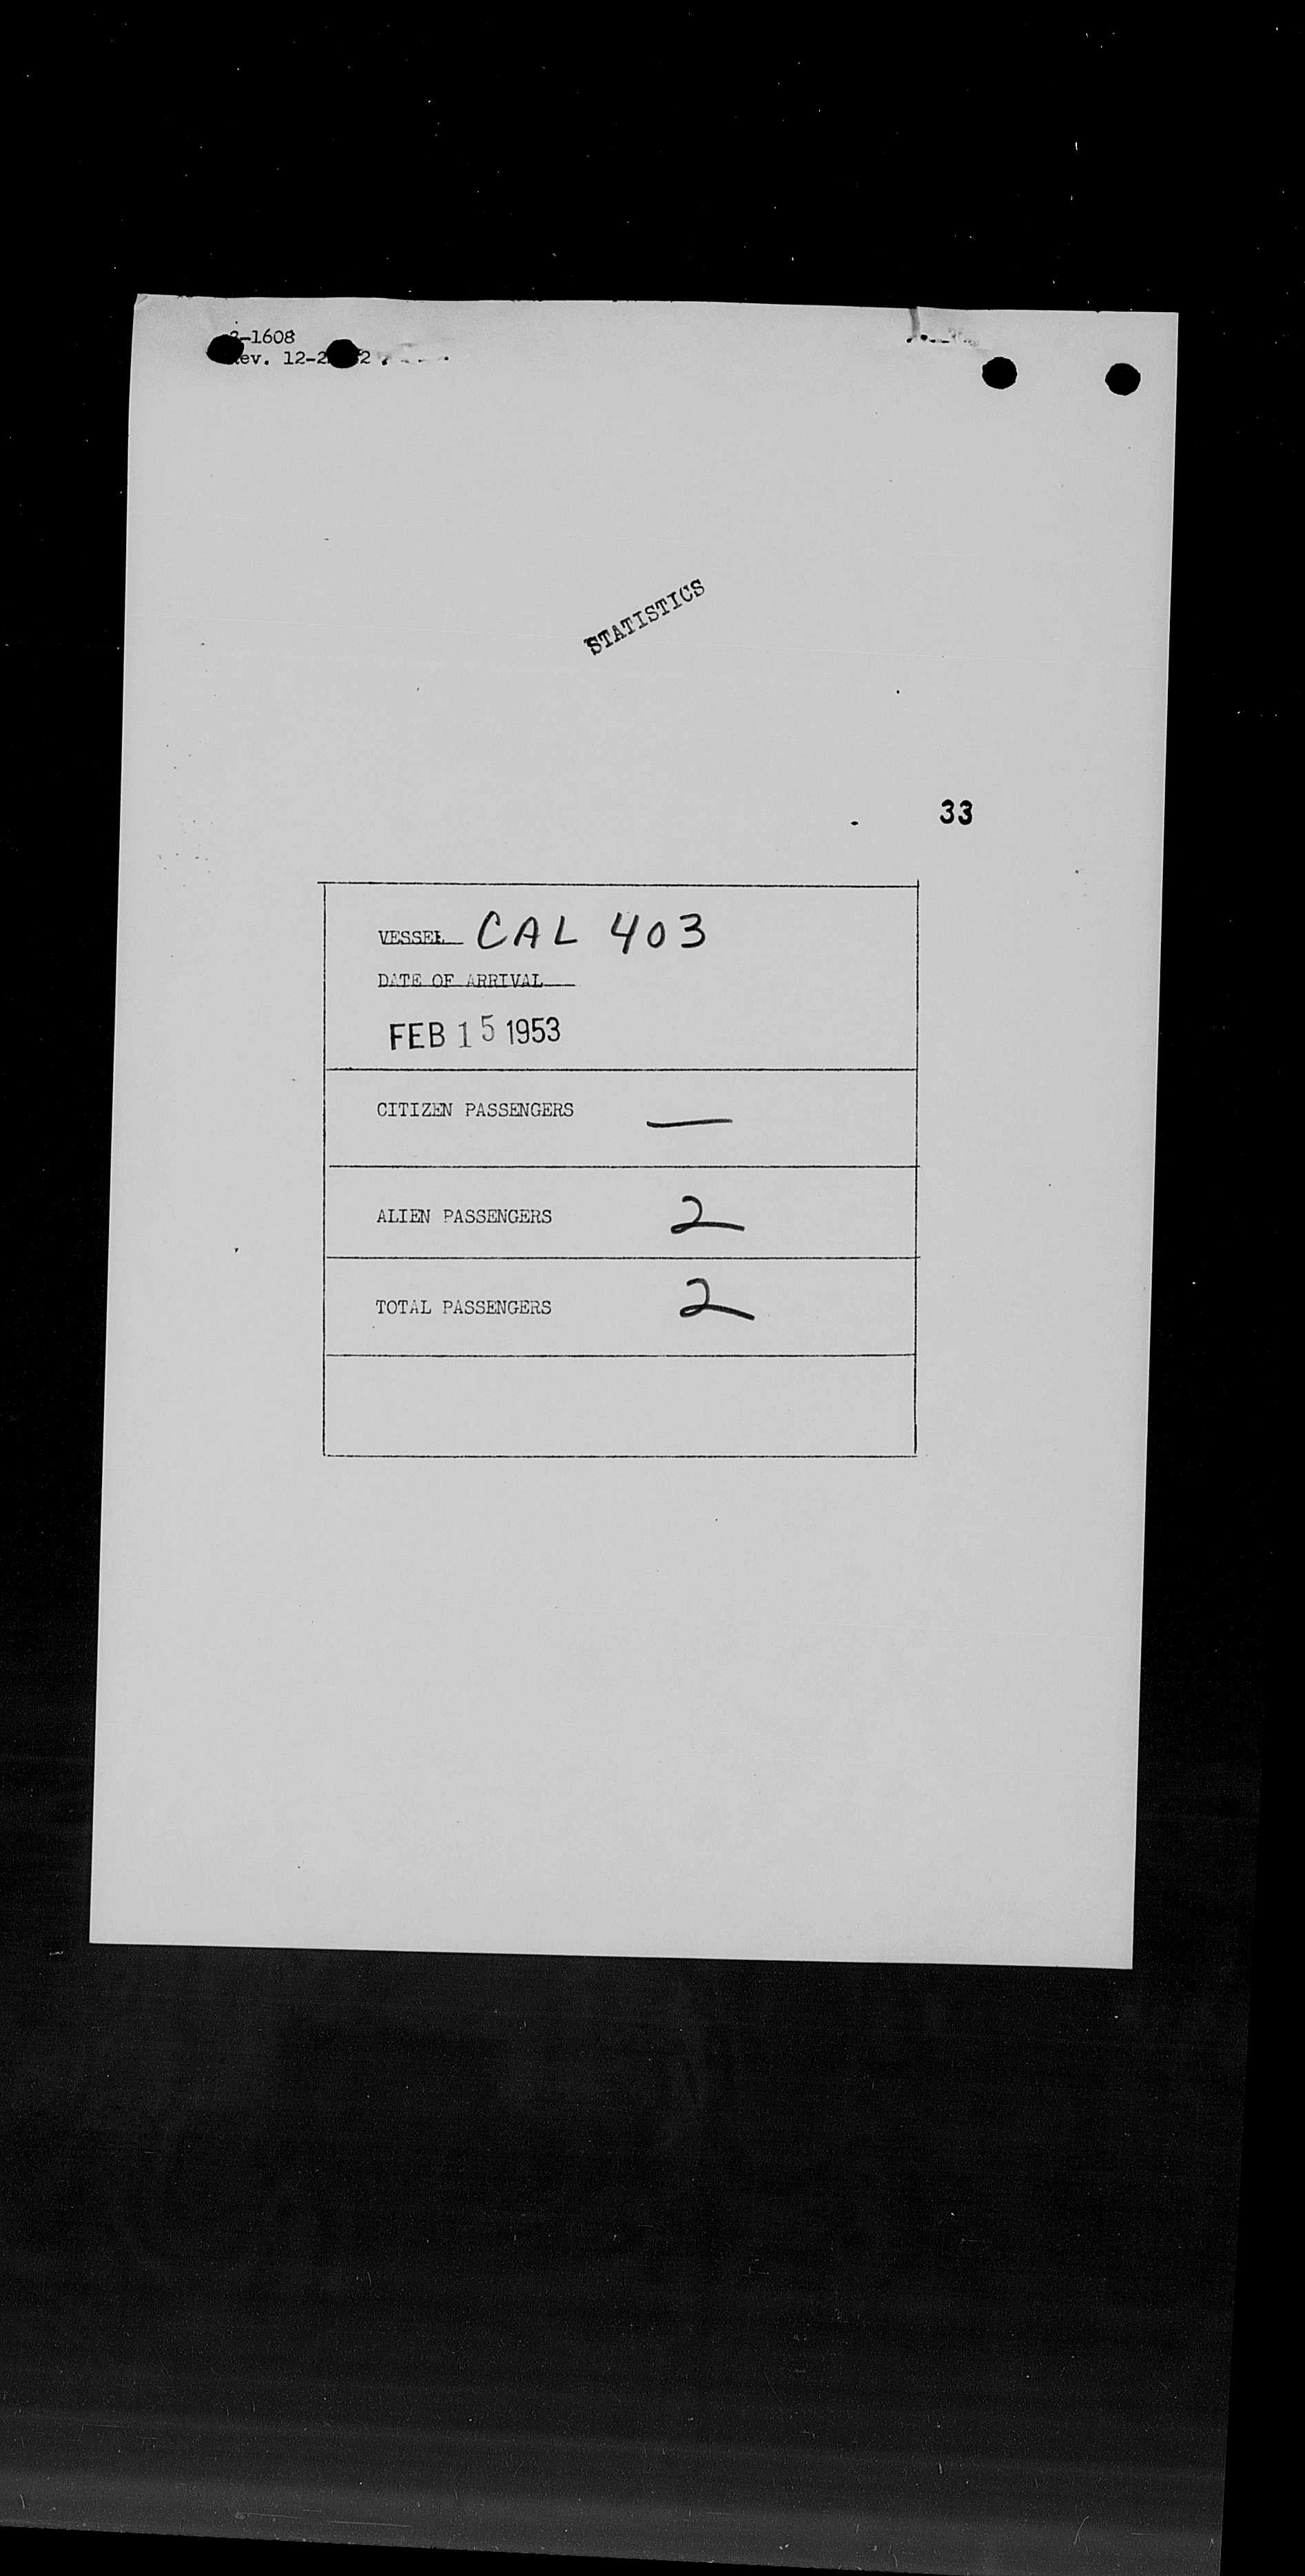 -1608
ev. 12-2 2
STATISTICS
33
VESSEL CAL 403
DATE OF ARRIVAL
FEB 15 1953
CITIZEN PASSENGERS —
ALIEN PASSENGERS 2
TOTAL PASSENGERS 2